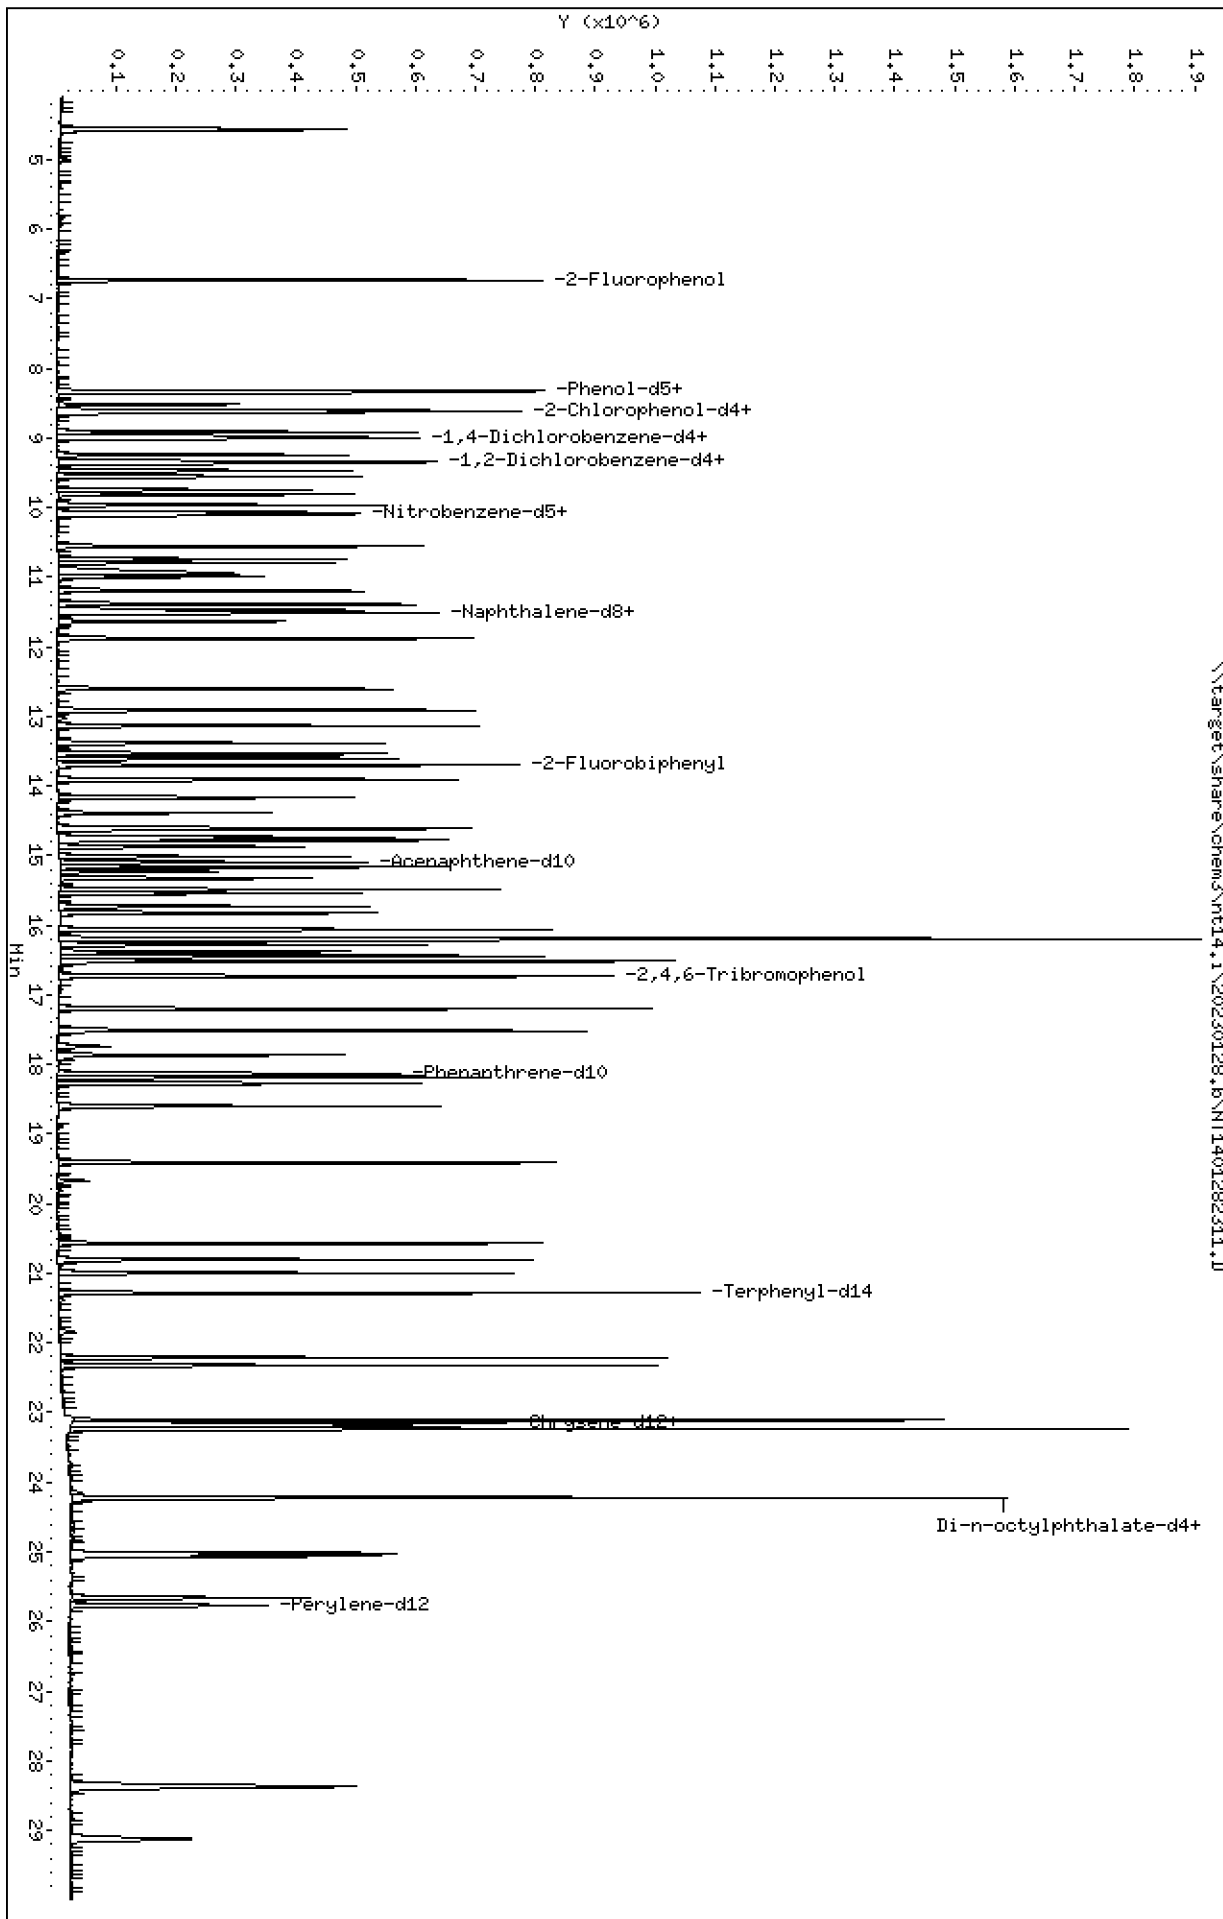 Y (x10^6)
0.1
0.2
0.3
0.4
0.5
0.6
0.7
0.8
0.9
1.0
1.1
1.2
1.3
1.4
1.5
1.6
1.7
1.8
1.9
5
6
7
8
9
10
11
12
13
14
15
16
17
18
19
20
21
22
23
24
25
26
27
28
29
Min
-2-Fluorophenol
-Phenol-d5+
-2-Chlorophenol-d4+
-1,4-Dichlorobenzene-d4+
-1,2-Dichlorobenzene-d4+
-Nitrobenzene-d5+
-Naphthalene-d8+
-2-Fluorobiphenyl
-Acenaphthene-d10
-2,4,6-Tribromophenol
-Phenanthrene-d10
-Terphenyl-d14
-Chrysene-d12+
Di-n-octylphthalate-d4+
-Perylene-d12
\\target\share\chem3\nt14.i\20230128.b\NT1401282311.D